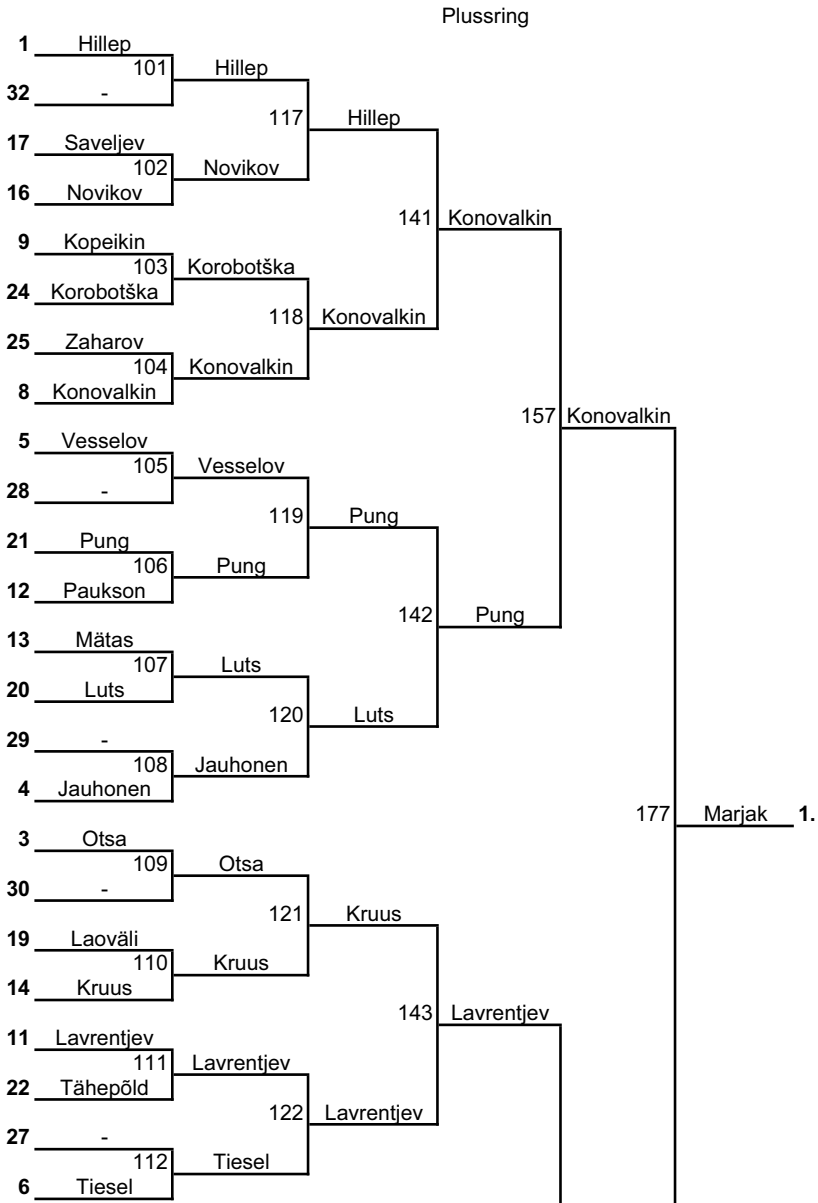 Plussring
1 Hillep
101 Hillep
32 -
117 Hillep
17 Saveljev
102 Novikov
16 Novikov
141 Konovalkin
9 Kopeikin
103 Korobotška
24 Korobotška
118 Konovalkin
25 Zaharov
104 Konovalkin
8 Konovalkin
157 Konovalkin
5 Vesselov
105 Vesselov
28 -
119 Pung
21 Pung
106 Pung
12 Paukson
142 Pung
13 Mätas
107 Luts
20 Luts
120 Luts
29 -
108 Jauhonen
4 Jauhonen
177 Marjak 1.
3 Otsa
109 Otsa
30 -
121 Kruus
19 Laoväli
110 Kruus
14 Kruus
143 Lavrentjev
11 Lavrentjev
111 Lavrentjev
22 Tähepõld
122 Lavrentjev
27 -
112 Tiesel
6 Tiesel